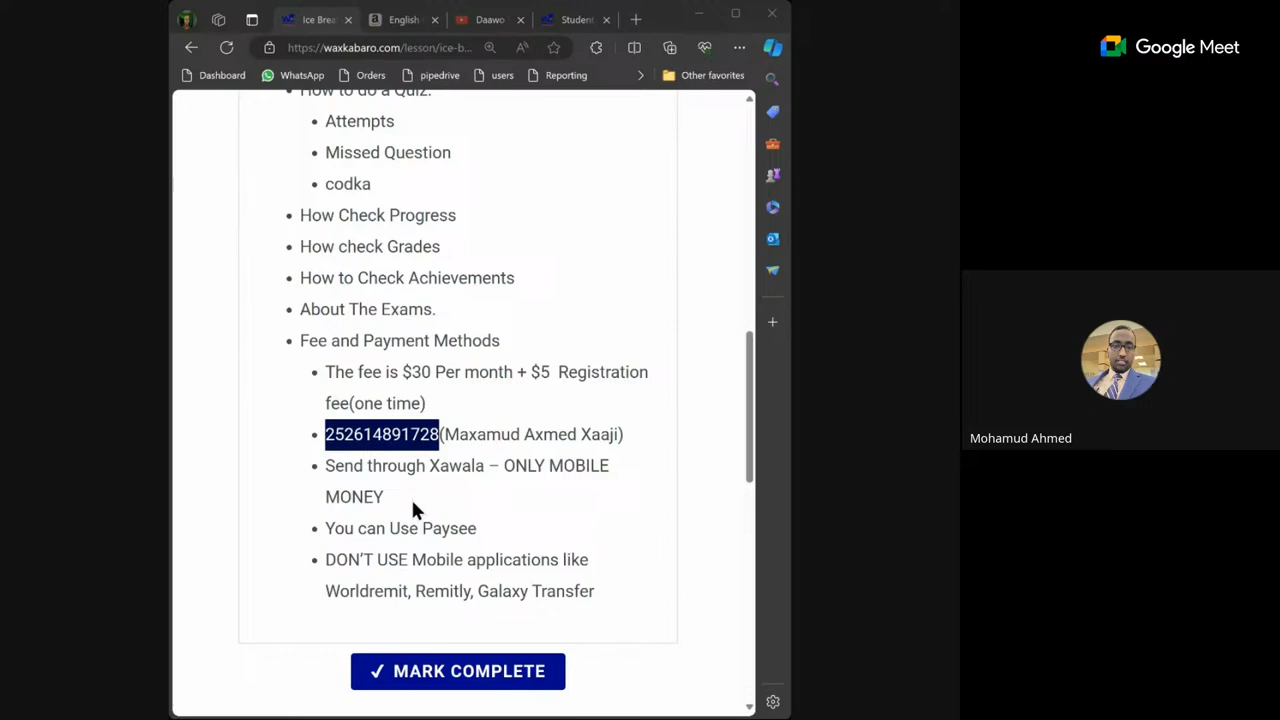 Ice Brea
English
Daawo
Student
https://waxkabaro.com/lesson/ice-b...
Dashboard
WhatsApp
Orders
pipedrive
users
Reporting
Other favorites
Google Meet
How to do a Quiz.
Attempts
Missed Question
codka
How Check Progress
How check Grades
How to Check Achievements
About The Exams.
Fee and Payment Methods
The fee is $30 Per month + $5 Registration
fee(one time)
252614891728(Maxamud Axmed Xaaji)
Send through Xawala – ONLY MOBILE
MONEY
You can Use Paysee
DON'T USE Mobile applications like
Worldremit, Remitly, Galaxy Transfer
✓ MARK COMPLETE
Mohamud Ahmed